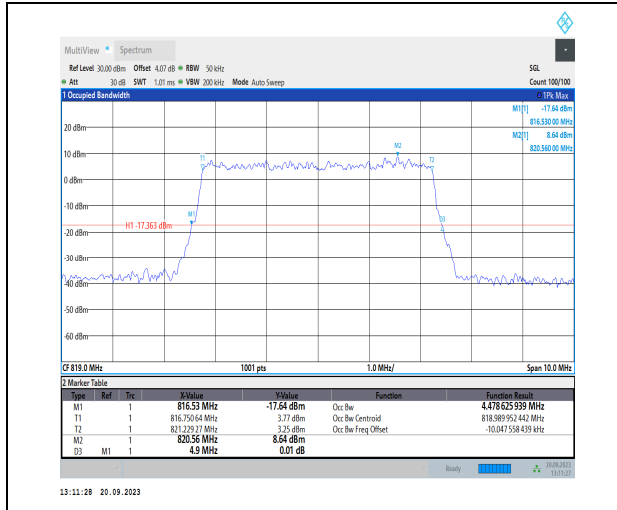 MultiView Spectrum
Ref Level 30.00 dBm Offset 4.07 dB RBW 50 kHz SGL
Att 30 dB SWT 1.01 ms VBW 200 kHz Mode Auto Sweep Count 100/100
1 Occupied Bandwidth 1Pk Max
M1[1] -17.64 dBm
816.53000 MHz
M2[1] 8.64 dBm
820.56000 MHz
20 dBm
10 dBm
M2
T1
T2
0 dBm
-10 dBm
M1
D3
H1 -17.363 dBm
-20 dBm
-30 dBm
-40 dBm
-50 dBm
-60 dBm
CF 819.0 MHz 1001 pts 1.0 MHz/ Span 10.0 MHz
2 Marker Table
Type Ref Trc X-Value Y-Value Function Function Result
M1 1 816.53 MHz -17.64 dBm Occ Bw 4.478 625 939 MHz
T1 1 816.750 64 MHz 3.77 dBm Occ Bw Centroid 818.989 952 442 MHz
T2 1 821.229 27 MHz 3.25 dBm Occ Bw Freq Offset -10.047 558 439 kHz
M2 1 820.56 MHz 8.64 dBm
D3 M1 1 4.9 MHz 0.01 dB
Ready 20.09.2023
13:11:27
13:11:28 20.09.2023